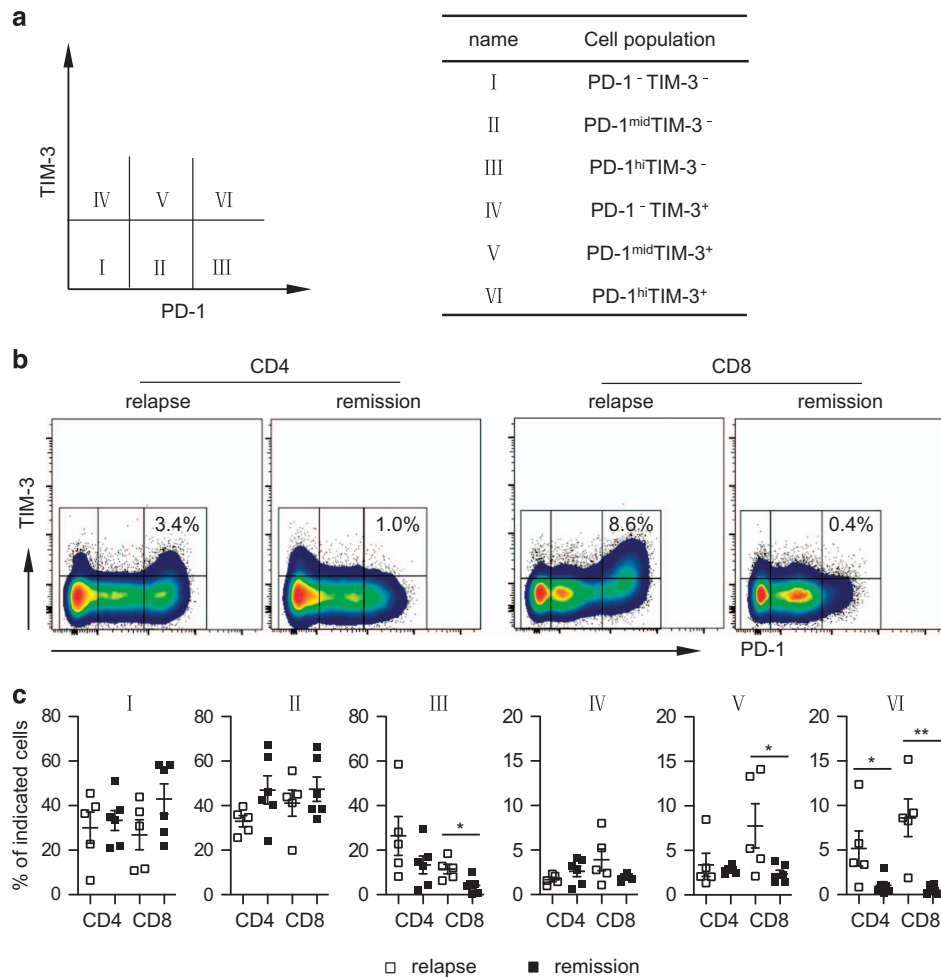 a
TIM-3
IV V VI
I II III
PD-1
name Cell population
I PD-1⁻TIM-3⁻
II PD-1ᵐⁱᵈTIM-3⁻
III PD-1ʰⁱTIM-3⁻
IV PD-1⁻TIM-3⁺
V PD-1ᵐⁱᵈTIM-3⁺
VI PD-1ʰⁱTIM-3⁺
b
CD4 CD8
relapse remission relapse remission
TIM-3
3.4% 1.0% 8.6% 0.4%
PD-1
c
I II III IV V VI
% of indicated cells
80 80 80 20 20 20
60 60 60 15 15 15
40 40 40 10 10 10
20 20 20 5 5 5
0 0 0 0 0 0
* * * **
CD4 CD8 CD4 CD8 CD4 CD8 CD4 CD8 CD4 CD8 CD4 CD8
□ relapse ■ remission